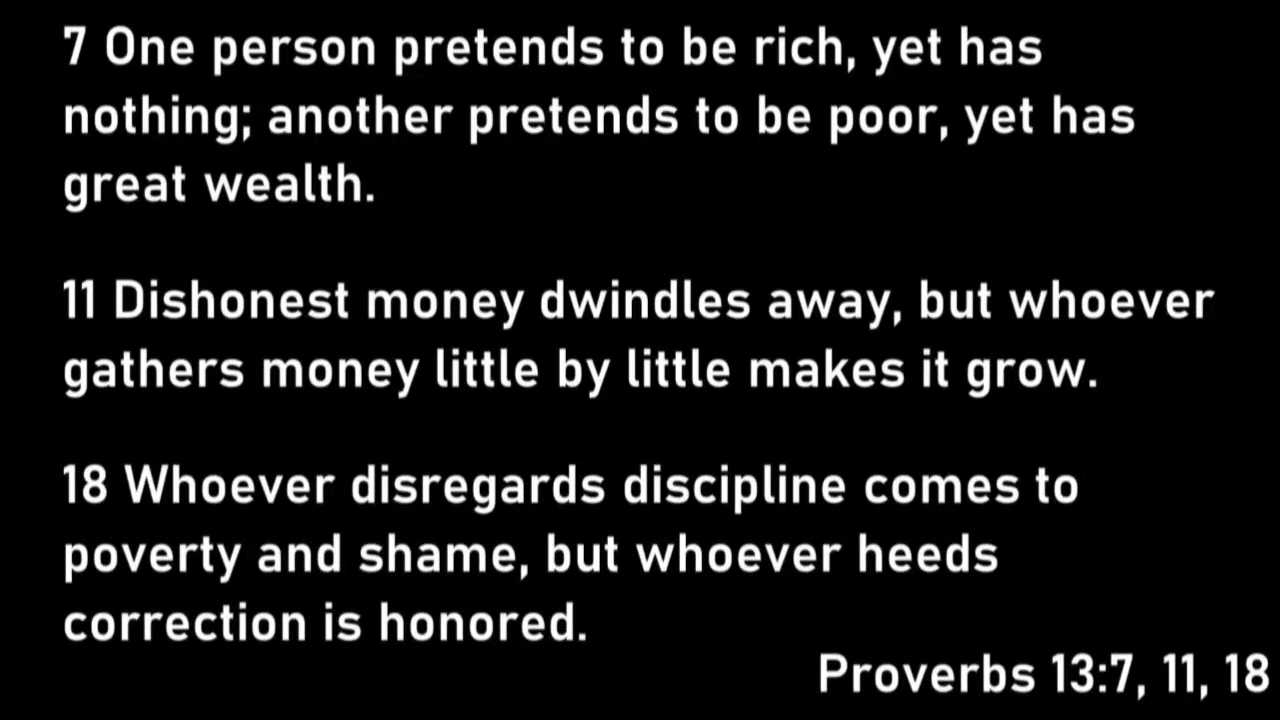 7 One person pretends to be rich, yet has
nothing; another pretends to be poor, yet has
great wealth.
11 Dishonest money dwindles away, but whoever
gathers money little by little makes it grow.
18 Whoever disregards discipline comes to
poverty and shame, but whoever heeds
correction is honored.
Proverbs 13:7, 11, 18